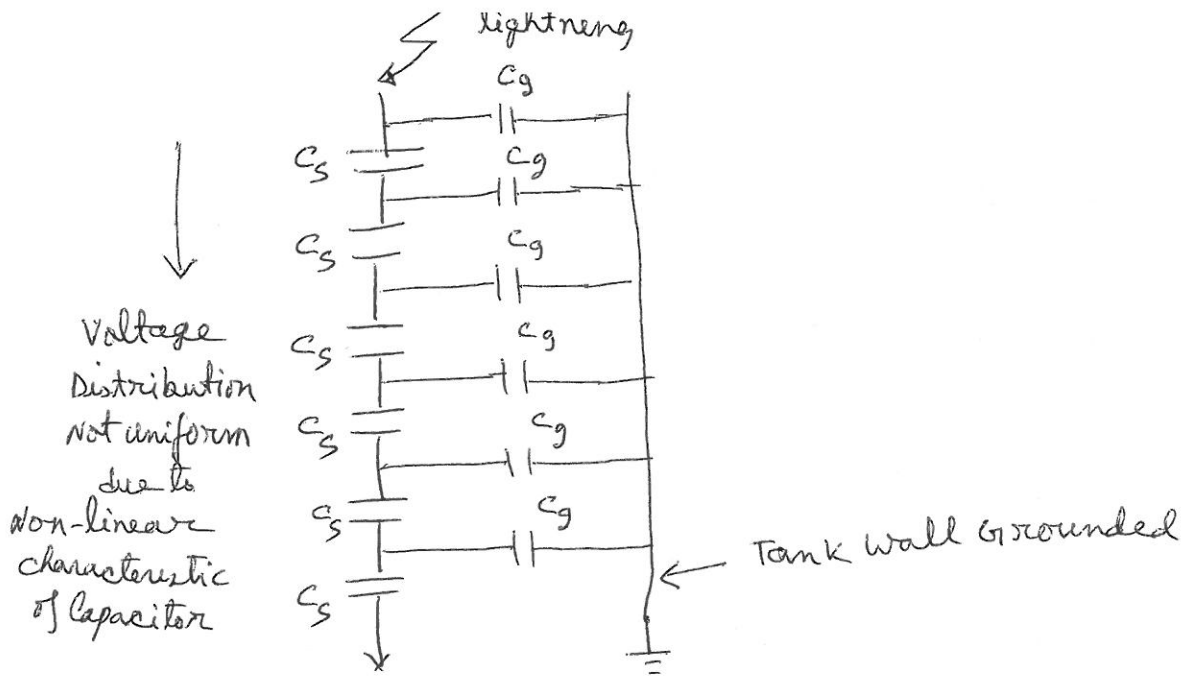 lightning
Cg
Cs
Cg
Cs
Cg
Cs
Cg
Cs
Cg
Cs
Cg
Cs
Voltage
Distribution
Not uniform
due to
Non-linear
characteristic
of Capacitor
Tank Wall Grounded